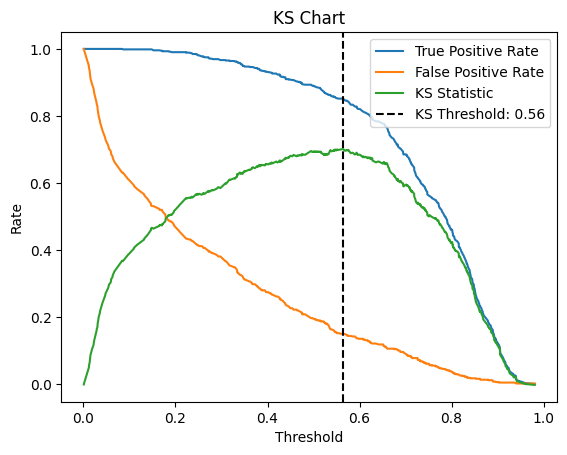 KS Chart
True Positive Rate
False Positive Rate
KS Statistic
KS Threshold: 0.56
Rate
1.0
0.8
0.6
0.4
0.2
0.0
0.0 0.2 0.4 0.6 0.8 1.0
Threshold